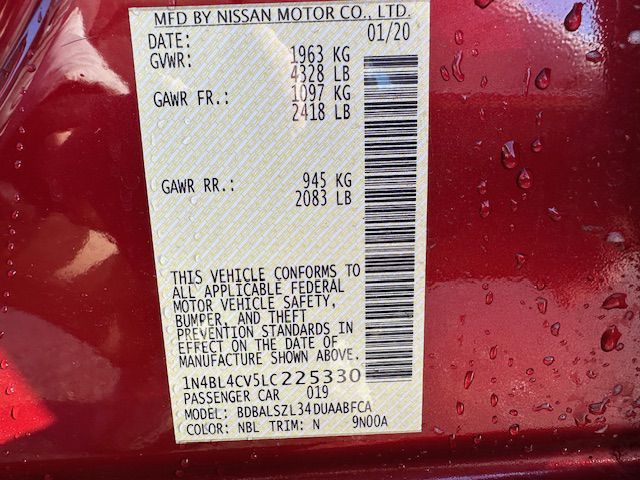 MFD BY NISSAN MOTOR CO., LTD.
DATE: 01/20
GVWR: 1963 KG
4328 LB
GAWR FR.: 1097 KG
2418 LB
GAWR RR.: 945 KG
2083 LB
THIS VEHICLE CONFORMS TO
ALL APPLICABLE FEDERAL
MOTOR VEHICLE SAFETY,
BUMPER, AND THEFT
PREVENTION STANDARDS IN
EFFECT ON THE DATE OF
MANUFACTURE SHOWN ABOVE.
1N4BL4CV5LC225330
PASSENGER CAR 019
MODEL: BDBALSZL34DUAABFCA
COLOR: NBL TRIM: N 9N00A